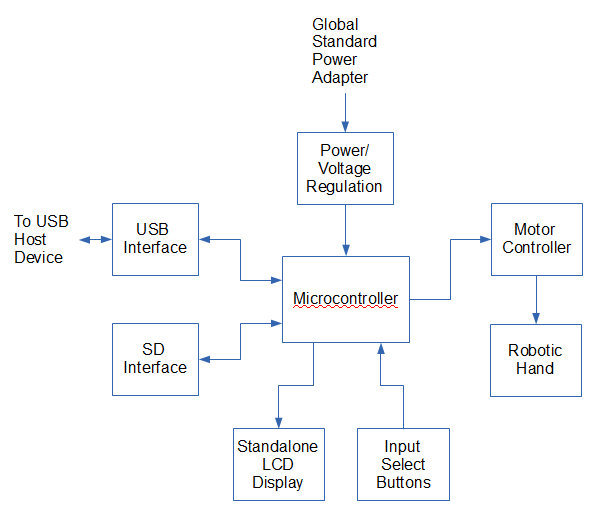 Global
Standard
Power
Adapter
Power/
Voltage
Regulation
To USB
Host
Device
USB
Interface
Motor
Controller
Microcontroller
SD
Interface
Robotic
Hand
Standalone
LCD
Display
Input
Select
Buttons